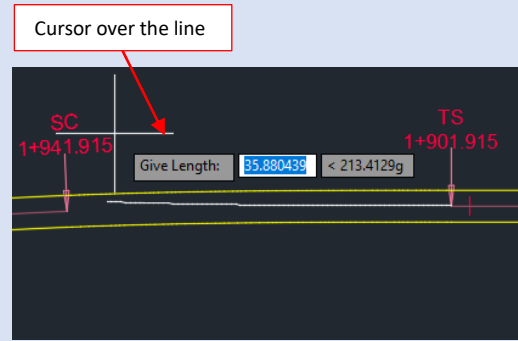 Cursor over the line
SC
1+941.915
TS
1+901.915
Give Length: 35.880439 < 213.4129g